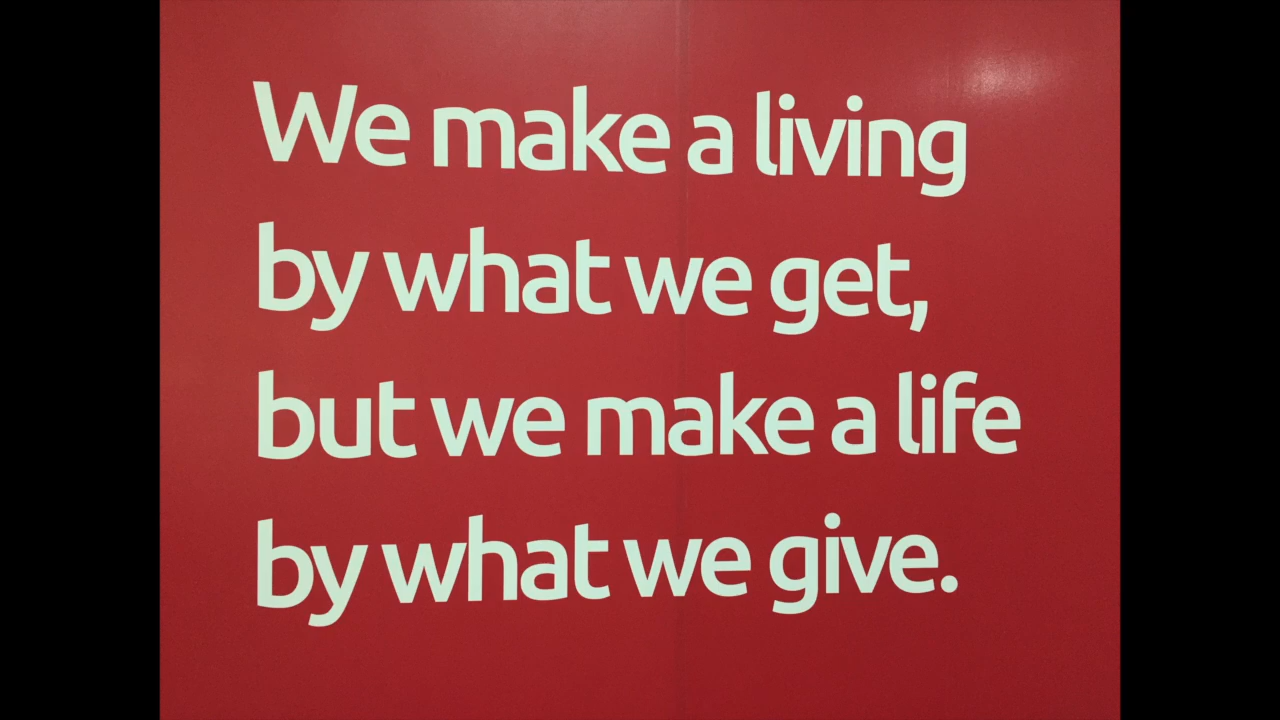 We make a living
by what we get,
but we make a life
by what we give.